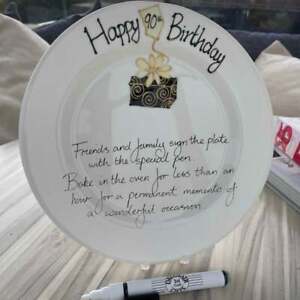 Happy 90th Birthday
Friends and family sign the plate
with the special pen.
Bake in the oven for less than an
hour for a permanent memento of
a wonderful occasion